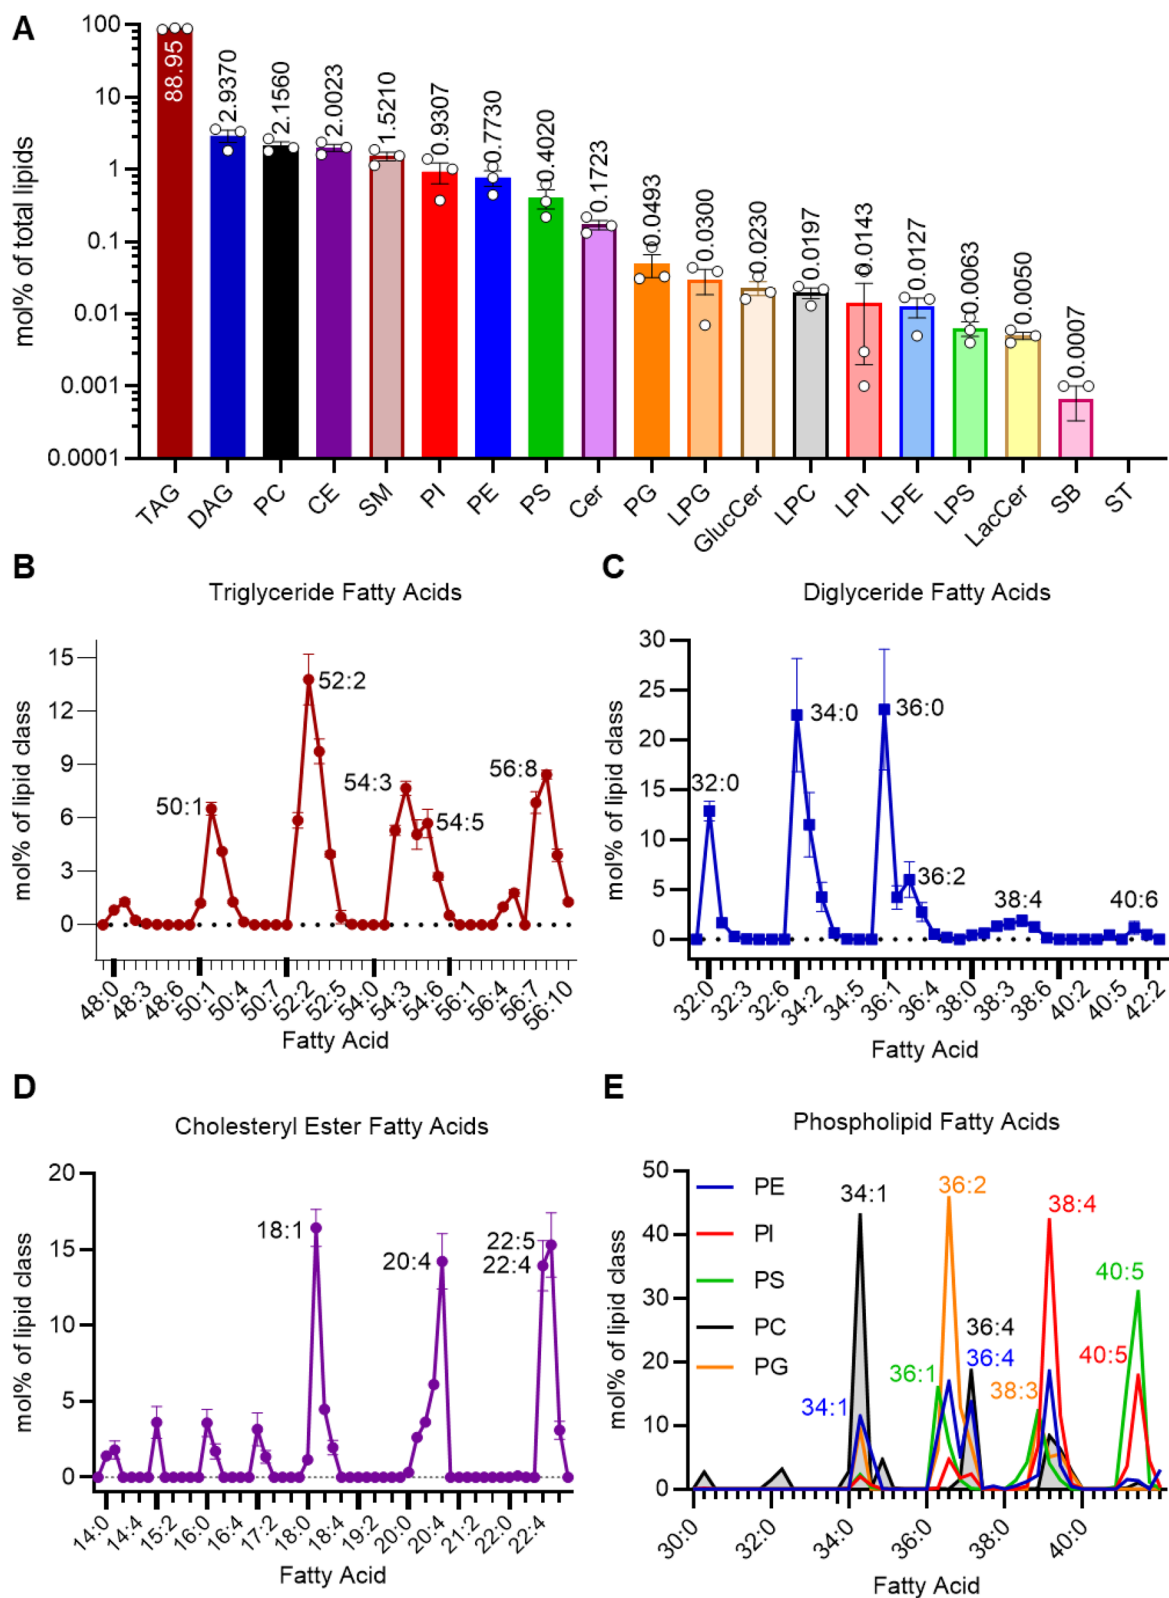 A
mol% of total lipids
100
10
1
0.1
0.01
0.001
0.0001
88.95
2.9370
2.1560
2.0023
1.5210
0.9307
0.7730
0.4020
0.1723
0.0493
0.0300
0.0230
0.0197
0.0143
0.0127
0.0063
0.0050
0.0007
TAG DAG PC CE SM PI PE PS Cer PG LPG GlucCer LPC LPI LPE LPS LacCer SB ST
B
Triglyceride Fatty Acids
mol% of lipid class
15
12
9
6
3
0
50:1
52:2
54:3
54:5
56:8
48:0 48:3 48:6 50:1 50:4 50:7 52:2 52:5 54:0 54:3 54:6 56:1 56:4 56:7 56:10
Fatty Acid
C
Diglyceride Fatty Acids
mol% of lipid class
30
25
20
15
10
5
0
32:0
34:0
36:0
36:2
38:4
40:6
32:0 32:3 32:6 34:2 34:5 36:1 36:4 38:0 38:3 38:6 40:2 40:5 42:2
Fatty Acid
D
Cholesteryl Ester Fatty Acids
mol% of lipid class
20
15
10
5
0
18:1
20:4
22:5
22:4
14:0 14:4 15:2 16:0 16:4 17:2 18:0 18:4 19:2 20:0 20:4 21:2 22:0 22:4
Fatty Acid
E
Phospholipid Fatty Acids
mol% of lipid class
50
40
30
20
10
0
PE
PI
PS
PC
PG
34:1
36:2
38:4
40:5
36:4
36:4
36:1
38:3
40:5
34:1
30:0 32:0 34:0 36:0 38:0 40:0
Fatty Acid